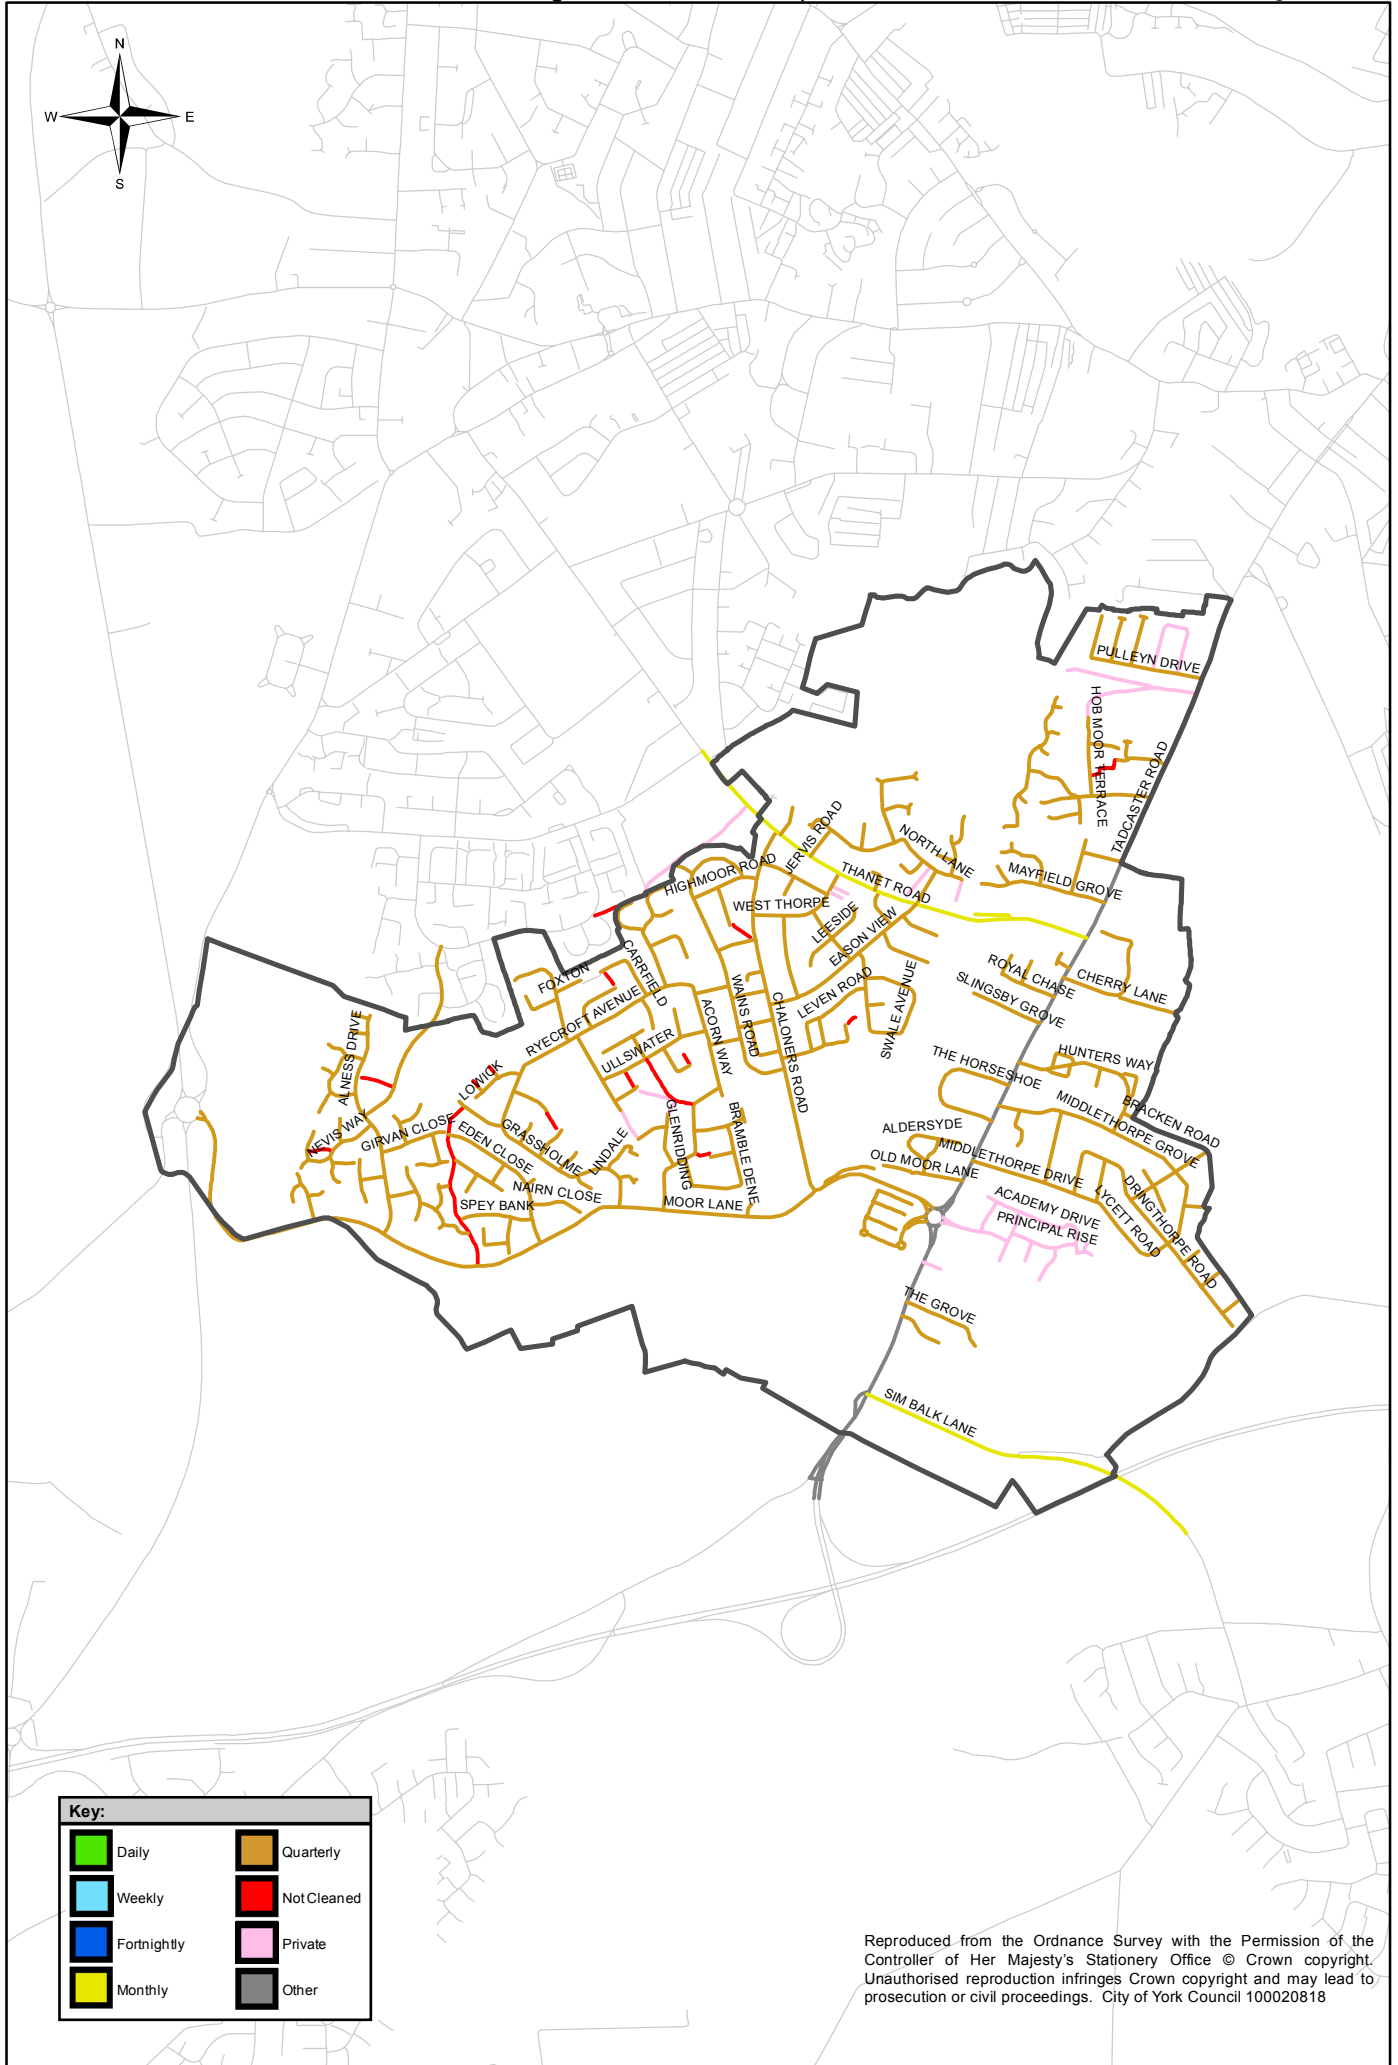 N
W E
S
PULLEYN DRIVE
HOB MOOR TERRACE
TADCASTER ROAD
JERVIS ROAD
NORTH LANE
HIGHMOOR ROAD
THANET ROAD
MAYFIELD GROVE
WEST THORPE
LEESIDE
EASON VIEW
CARRFIELD
FOXTON
ROYAL CHASE
CHERRY LANE
SLINGSBY GROVE
LEVEN ROAD
SWALE AVENUE
WAINS ROAD
CHALONERS ROAD
ACORN WAY
RYECROFT AVENUE
ULLSWATER
ALNESS DRIVE
LOWICK
THE HORSESHOE
HUNTERS WAY
BRACKEN ROAD
MIDDLETHORPE GROVE
NEVIS WAY
GIRVAN CLOSE
EDEN CLOSE
GRASSHOLME
LINDALE
GLENRIDDING
BRAMBLE DENE
ALDERSYDE
OLD MOOR LANE
MIDDLETHORPE DRIVE
NAIRN CLOSE
SPEY BANK
MOOR LANE
ACADEMY DRIVE
PRINCIPAL RISE
LYCETT ROAD
DRINGTHORPE ROAD
THE GROVE
SIM BALK LANE
Key:
Daily
Weekly
Fortnightly
Monthly
Quarterly
Not Cleaned
Private
Other
Reproduced from the Ordnance Survey with the Permission of the
Controller of Her Majesty's Stationery Office © Crown copyright.
Unauthorised reproduction infringes Crown copyright and may lead to
prosecution or civil proceedings. City of York Council 100020818